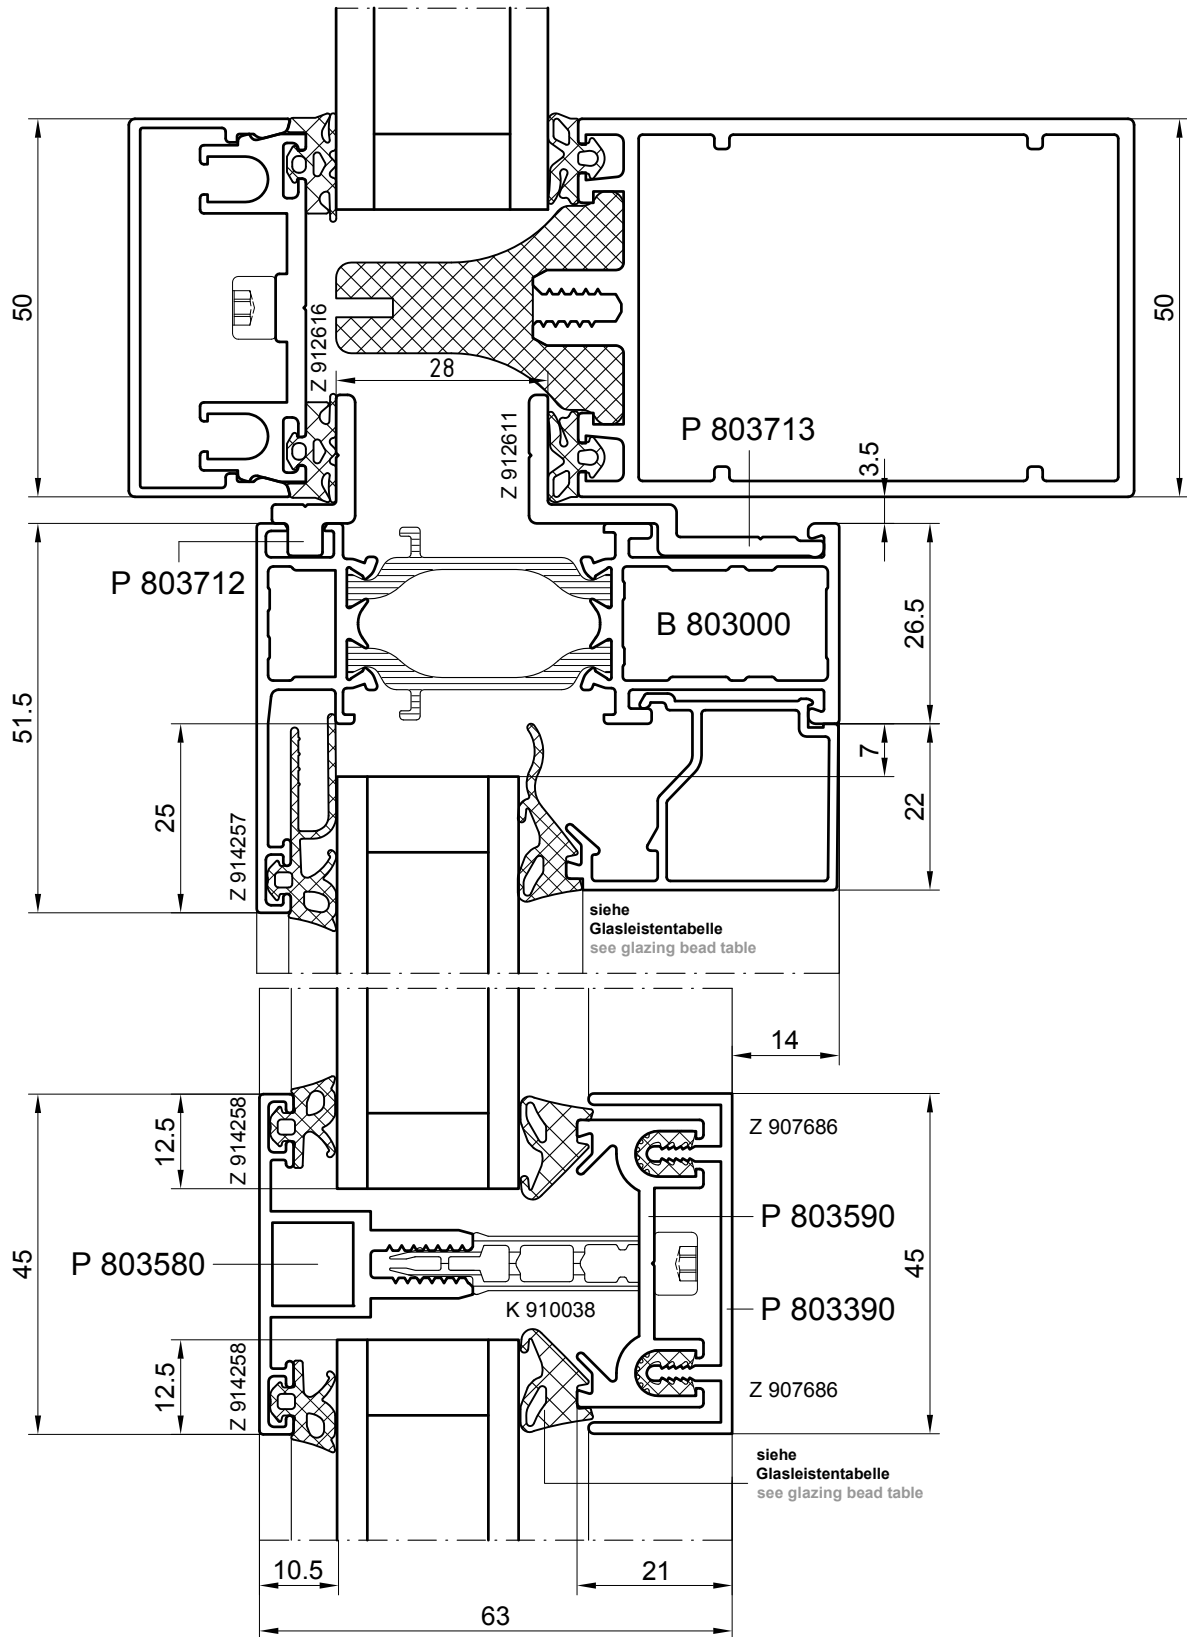 50
50
Z 912616
28
Z 912611
P 803713
3.5
P 803712
B 803000
26.5
51.5
7
25
22
Z 914257
siehe
Glasleistentabelle
see glazing bead table
14
45
12.5
Z 914258
Z 907686
P 803590
P 803580
45
K 910038
P 803390
12.5
Z 914258
Z 907686
siehe
Glasleistentabelle
see glazing bead table
10.5
21
63